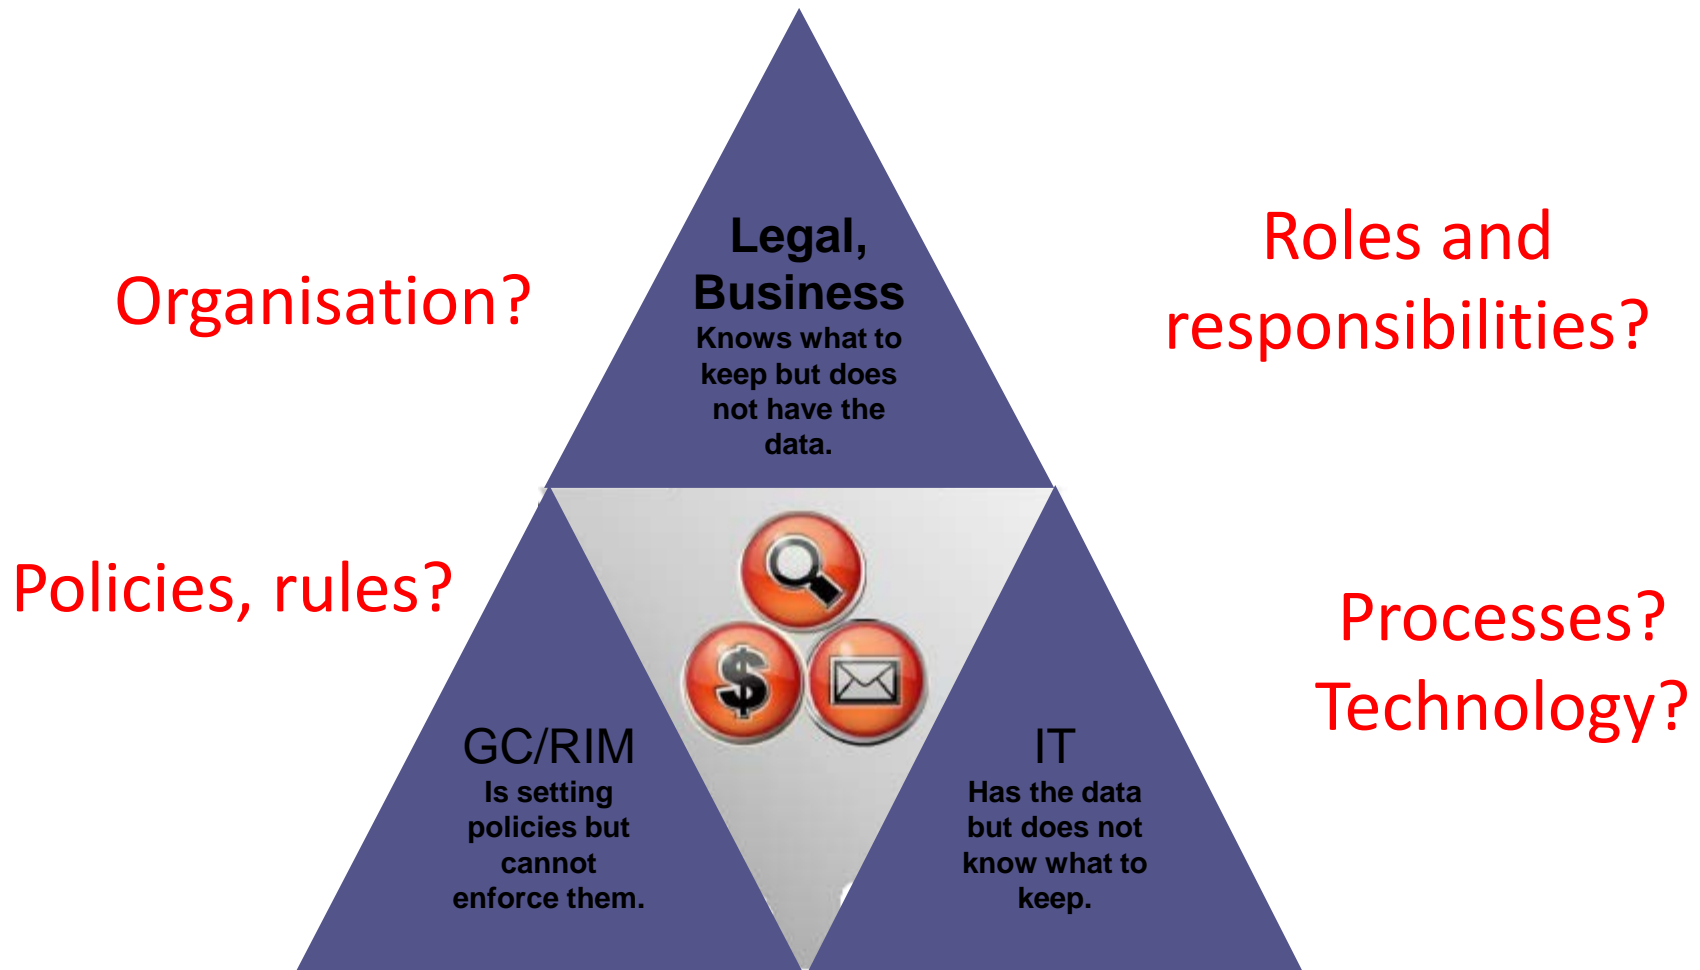 Legal,
Business
Knows what to
keep but does
not have the
data.
Organisation?
Roles and
responsibilities?
Policies, rules?
Processes?
Technology?
GC/RIM
Is setting
policies but
cannot
enforce them.
IT
Has the data
but does not
know what to
keep.
$